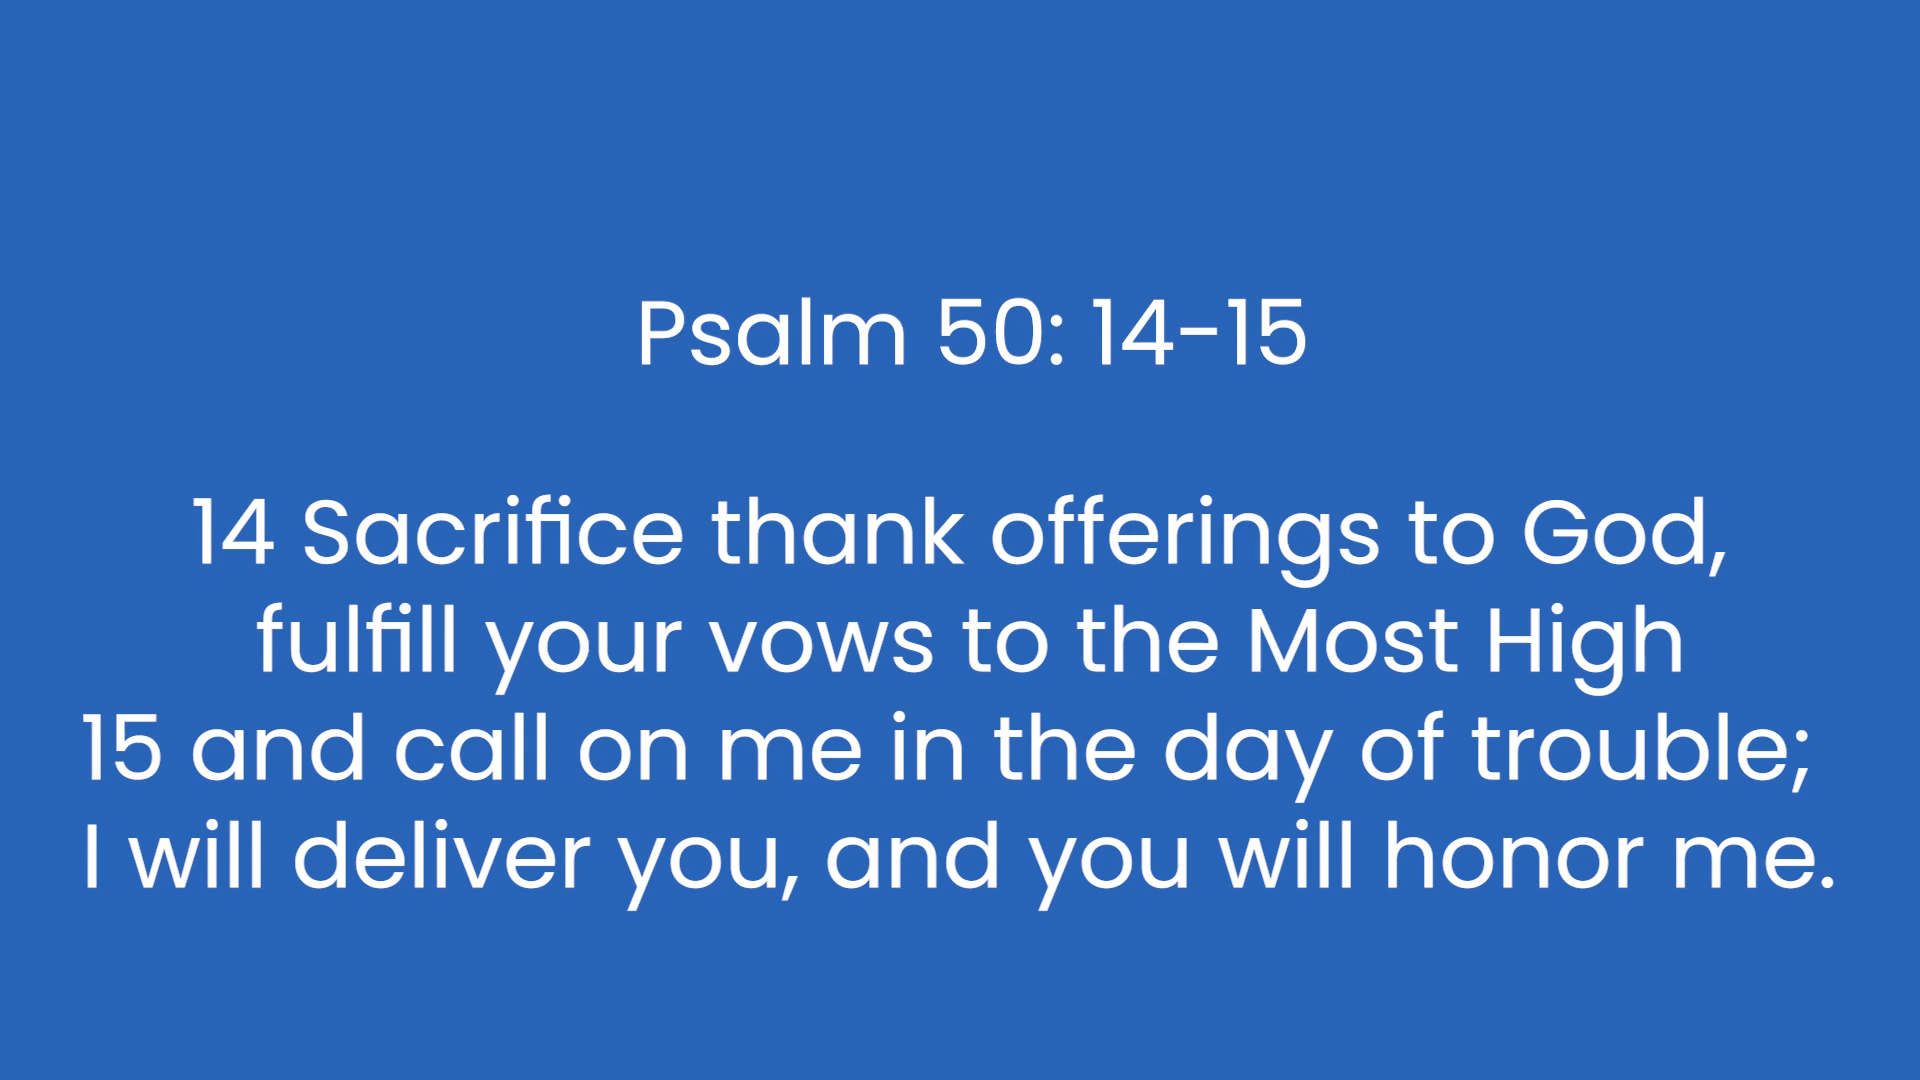 Psalm 50: 14-15
14 Sacrifice thank offerings to God,
fulfill your vows to the Most High
15 and call on me in the day of trouble;
I will deliver you, and you will honor me.